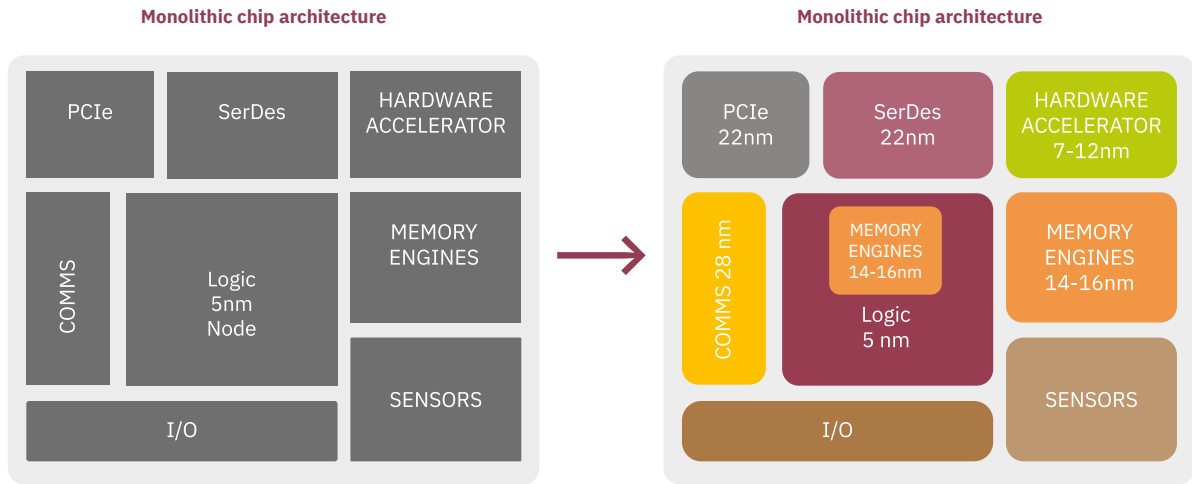 Monolithic chip architecture
PCIe
SerDes
HARDWARE
ACCELERATOR
COMMS
Logic
5nm
Node
MEMORY
ENGINES
SENSORS
I/O
Monolithic chip architecture
PCIe
22nm
SerDes
22nm
HARDWARE
ACCELERATOR
7-12nm
COMMS 28 nm
MEMORY
ENGINES
14-16nm
Logic
5 nm
MEMORY
ENGINES
14-16nm
SENSORS
I/O